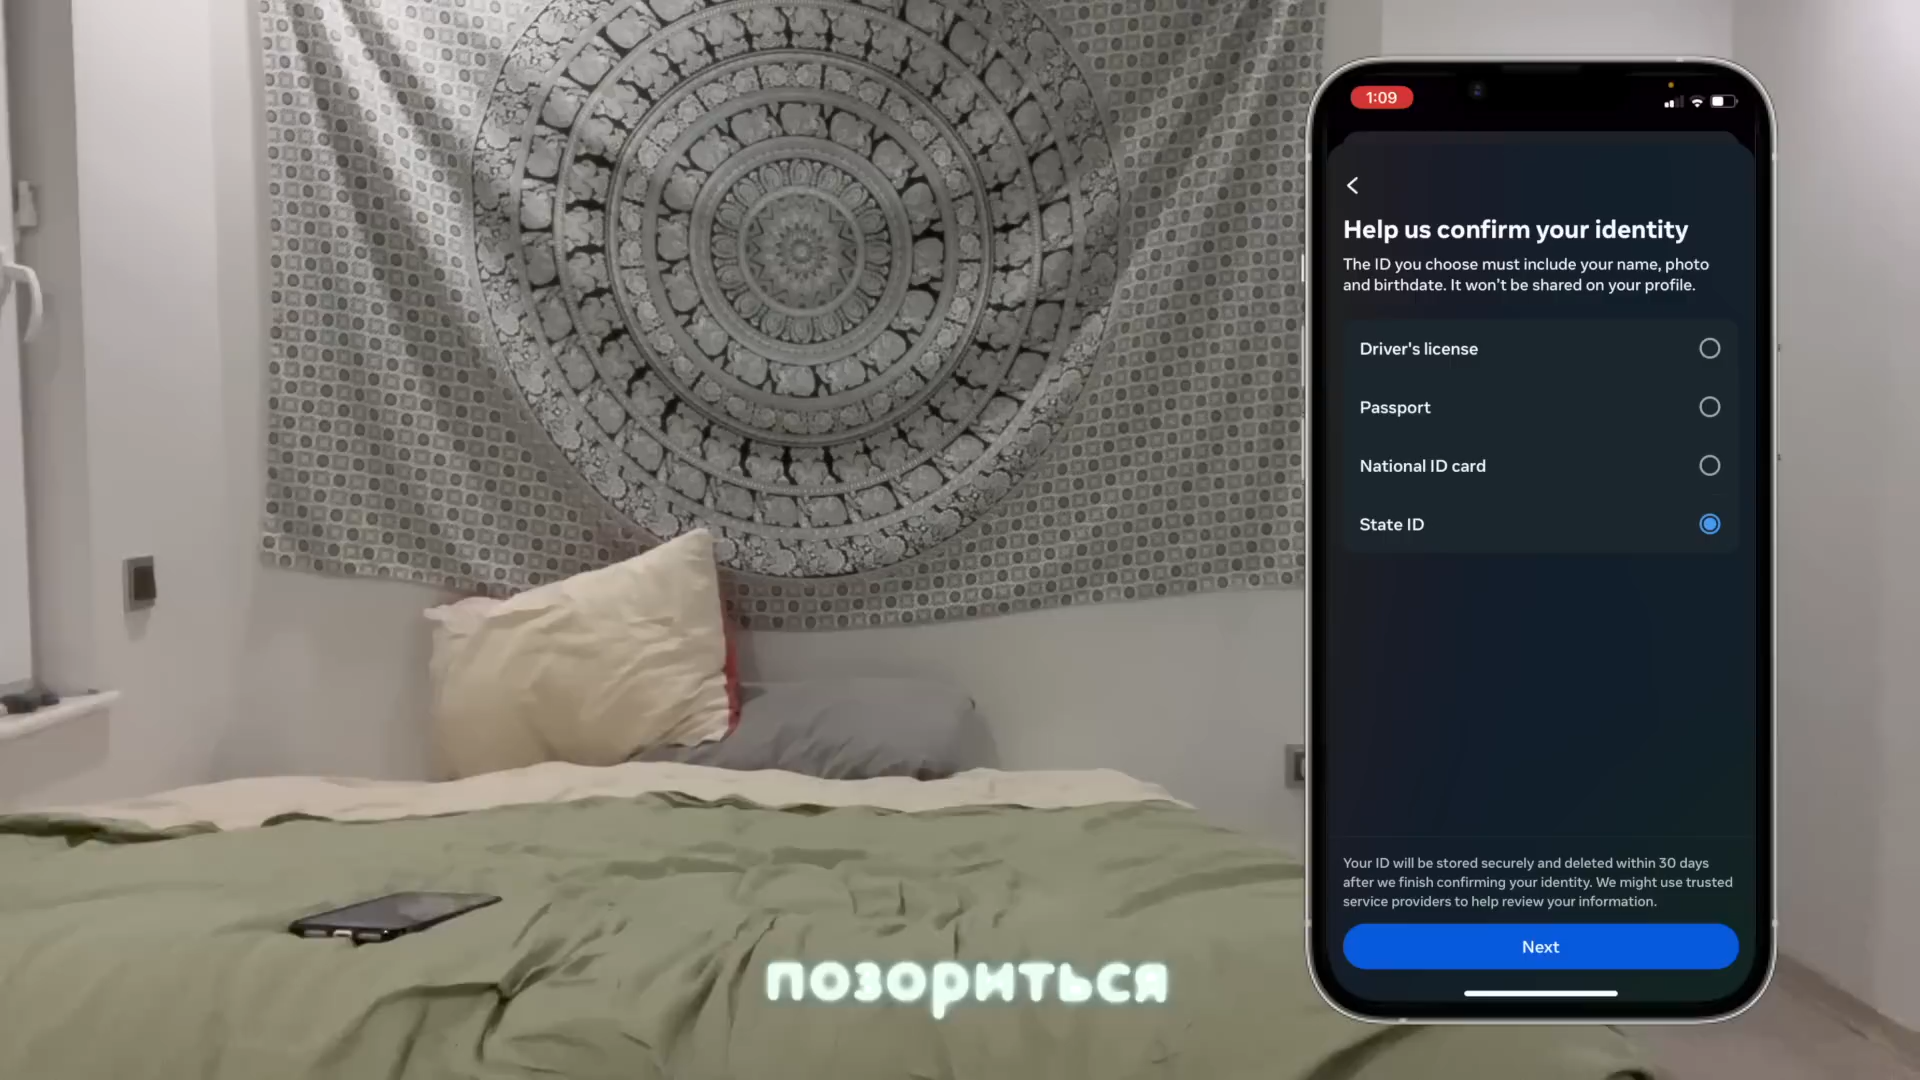 1:09
Help us confirm your identity
The ID you choose must include your name, photo
and birthdate. It won't be shared on your profile.
Driver's license
Passport
National ID card
State ID
Your ID will be stored securely and deleted within 30 days
after we finish confirming your identity. We might use trusted
service providers to help review your information.
Next
позориться